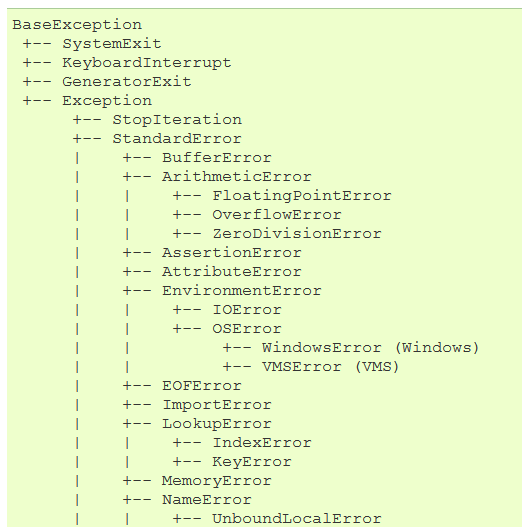 BaseException
 +-- SystemExit
 +-- KeyboardInterrupt
 +-- GeneratorExit
 +-- Exception
      +-- StopIteration
      +-- StandardError
      |    +-- BufferError
      |    +-- ArithmeticError
      |    |    +-- FloatingPointError
      |    |    +-- OverflowError
      |    |    +-- ZeroDivisionError
      |    +-- AssertionError
      |    +-- AttributeError
      |    +-- EnvironmentError
      |    |    +-- IOError
      |    |    +-- OSError
      |    |         +-- WindowsError (Windows)
      |    |         +-- VMSError (VMS)
      |    +-- EOFError
      |    +-- ImportError
      |    +-- LookupError
      |    |    +-- IndexError
      |    |    +-- KeyError
      |    +-- MemoryError
      |    +-- NameError
      |    |    +-- UnboundLocalError